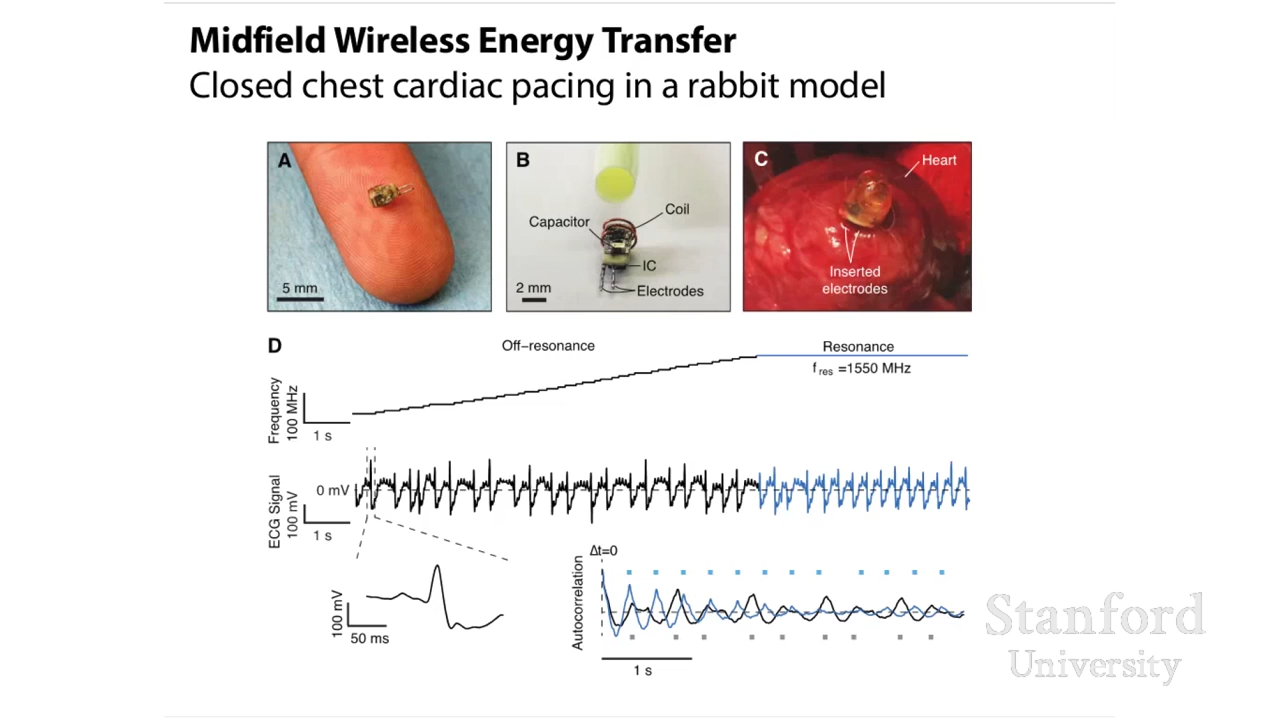 Midfield Wireless Energy Transfer
Closed chest cardiac pacing in a rabbit model
A
5 mm
B
Capacitor
Coil
IC
2 mm
Electrodes
C
Heart
Inserted
electrodes
D
Off-resonance
Resonance
f res =1550 MHz
Frequency
100 MHz
1 s
ECG Signal
100 mV
0 mV
1 s
100 mV
50 ms
Δt=0
Autocorrelation
1 s
Stanford
University